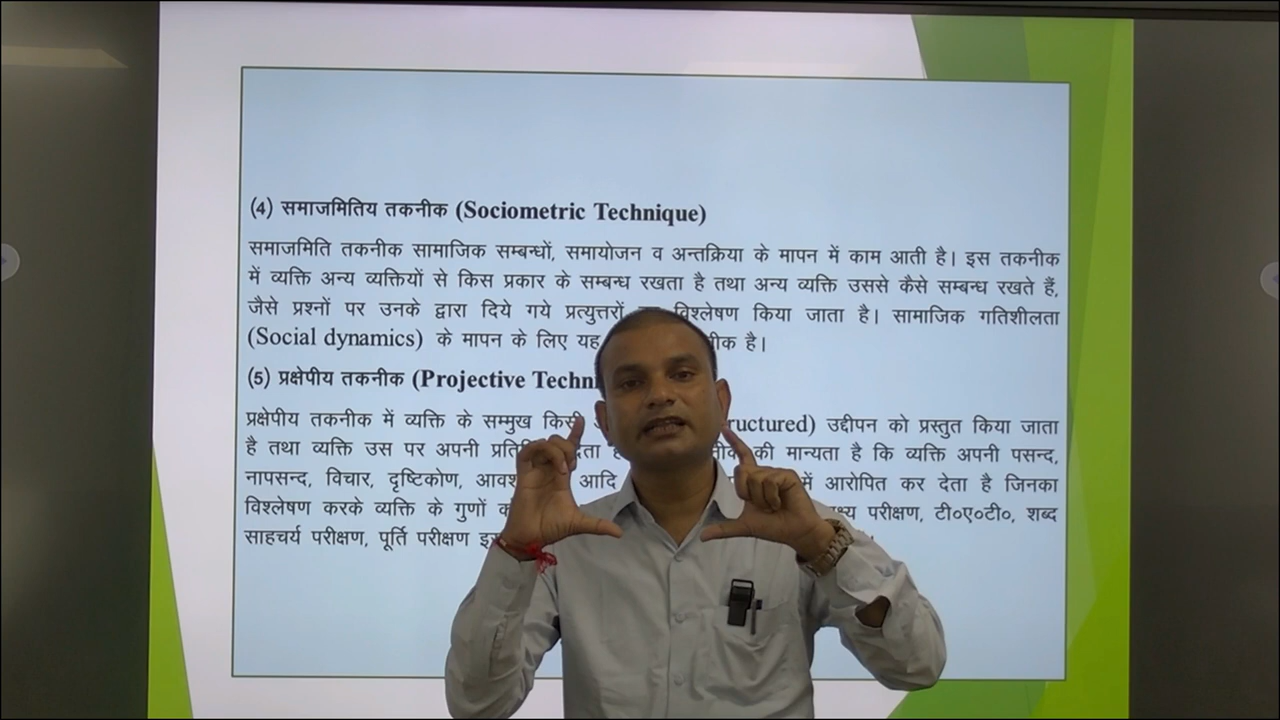 (4) समाजमितिय तकनीक (Sociometric Technique)
समाजमिति तकनीक सामाजिक सम्बन्धों, समायोजन व अन्तक्रिया के मापन में काम आती है। इस तकनीक
में व्यक्ति अन्य व्यक्तियों से किस प्रकार के सम्बन्ध रखता है तथा अन्य व्यक्ति उससे कैसे सम्बन्ध रखते हैं,
जैसे प्रश्नों पर उनके द्वारा दिये गये प्रत्युत्तरों विश्लेषण किया जाता है। सामाजिक गतिशीलता
(Social dynamics) के मापन के लिए यह है।
(5) प्रक्षेपीय तकनीक (Projective
प्रक्षेपीय तकनीक में व्यक्ति के सम्मुख किसी उद्दीपन को प्रस्तुत किया जाता
है तथा व्यक्ति उस पर अपनी की मान्यता है कि व्यक्ति अपनी पसन्द,
नापसन्द, विचार, दृष्टिकोण, आदि में आरोपित कर देता है जिनका
विश्लेषण करके व्यक्ति के गुणों परीक्षण, टी०ए०टी०, शब्द
साहचर्य परीक्षण, पूर्ति परीक्षण